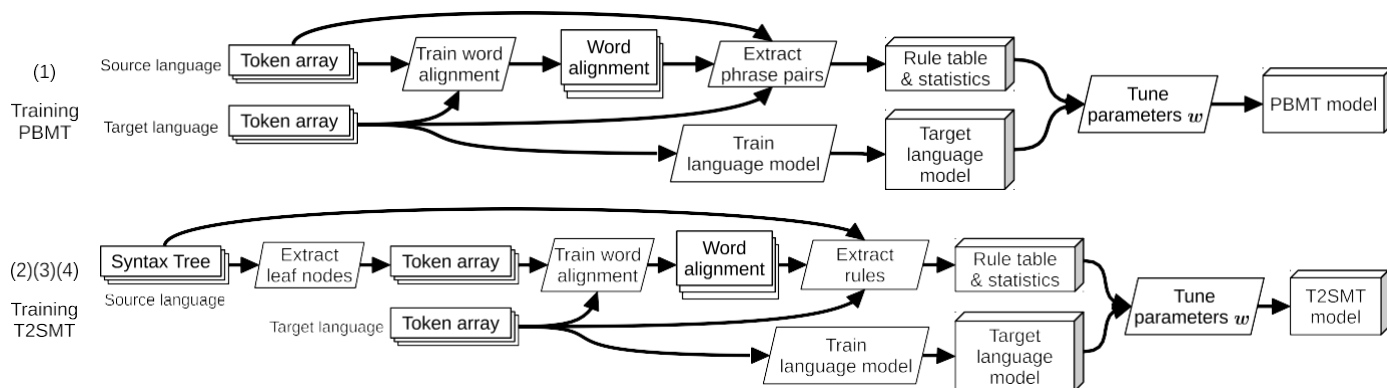 (1)
Training
PBMT
Source language
Token array
Target language
Token array
Train word
alignment
Word
alignment
Extract
phrase pairs
Train
language model
Rule table
& statistics
Target
language
model
Tune
parameters w
PBMT model
(2)(3)(4)
Training
T2SMT
Syntax Tree
Source language
Extract
leaf nodes
Token array
Target language
Token array
Train word
alignment
Word
alignment
Extract
rules
Train
language model
Rule table
& statistics
Target
language
model
Tune
parameters w
T2SMT
model